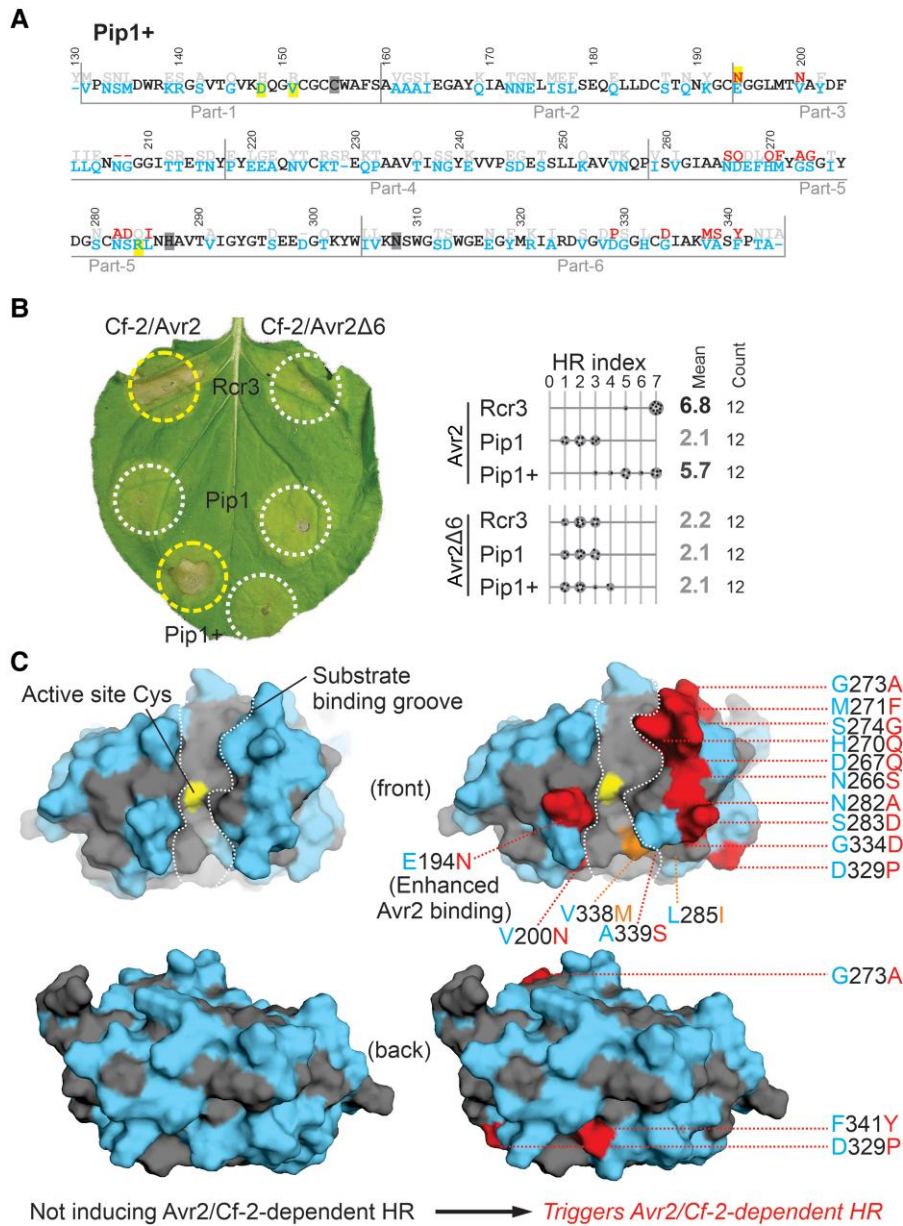 A
Pip1+
130 140 150 160 170 180 190 200
Part-1 Part-2 Part-3
210 220 230 240 250 260 270
Part-4 Part-5
280 290 300 310 320 330 340
Part-5 Part-6
B
Cf-2/Avr2 Cf-2/Avr2Δ6
Rcr3
Pip1
Pip1+
HR index Mean Count
0 1 2 3 4 5 6 7
Avr2
Rcr3 6.8 12
Pip1 2.1 12
Pip1+ 5.7 12
Avr2Δ6
Rcr3 2.2 12
Pip1 2.1 12
Pip1+ 2.1 12
C
Active site Cys
Substrate
binding groove
(front)
G273A
M271F
S274G
H270Q
D267Q
N266S
N282A
S283D
G334D
D329P
E194N
(Enhanced
Avr2 binding)
V200N
V338M
A339S
L285I
(back)
G273A
F341Y
D329P
Not inducing Avr2/Cf-2-dependent HR
Triggers Avr2/Cf-2-dependent HR